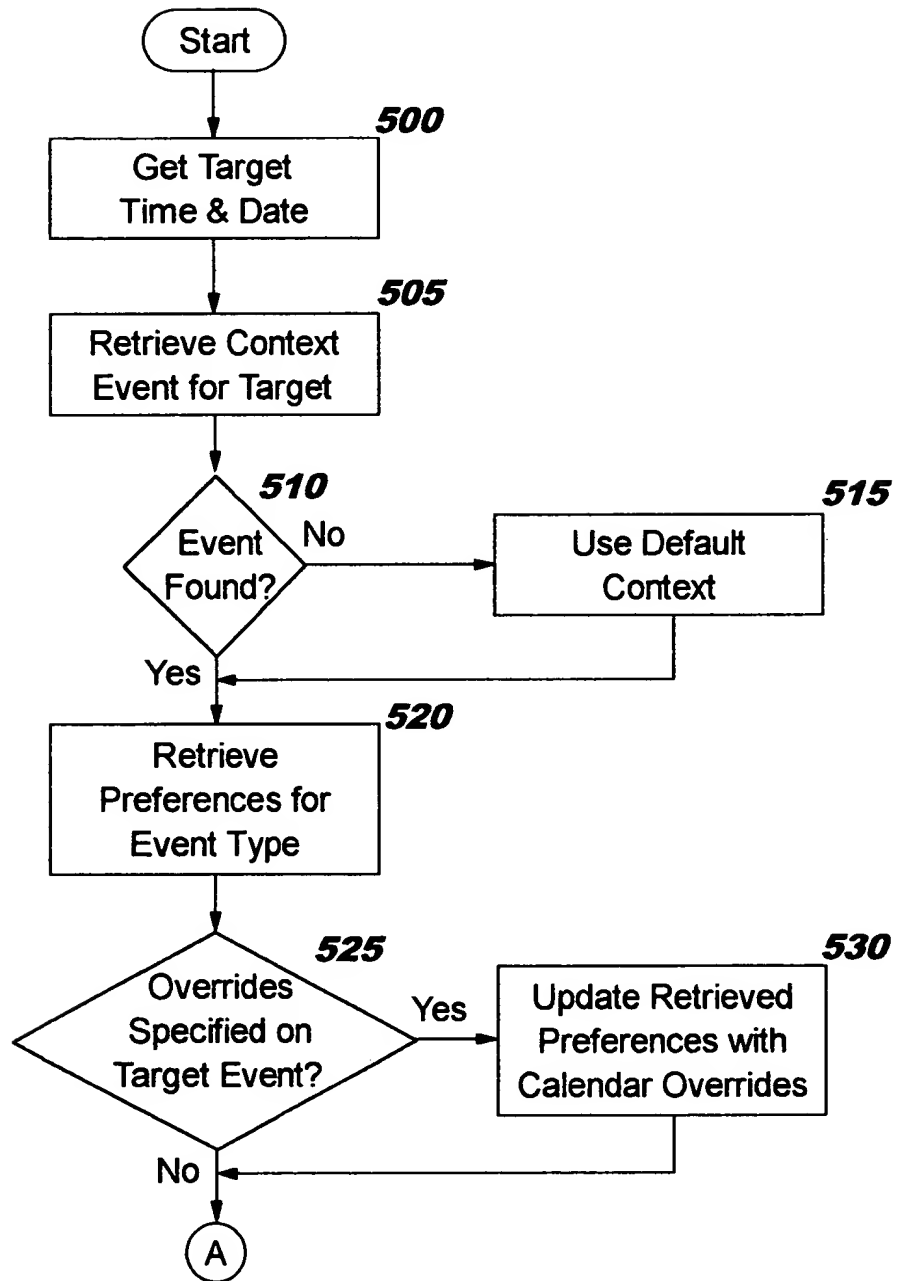 Start
500
Get Target
Time & Date
505
Retrieve Context
Event for Target
510
Event
Found?
No
515
Use Default
Context
Yes
520
Retrieve
Preferences for
Event Type
525
Overrides
Specified on
Target Event?
Yes
530
Update Retrieved
Preferences with
Calendar Overrides
No
A